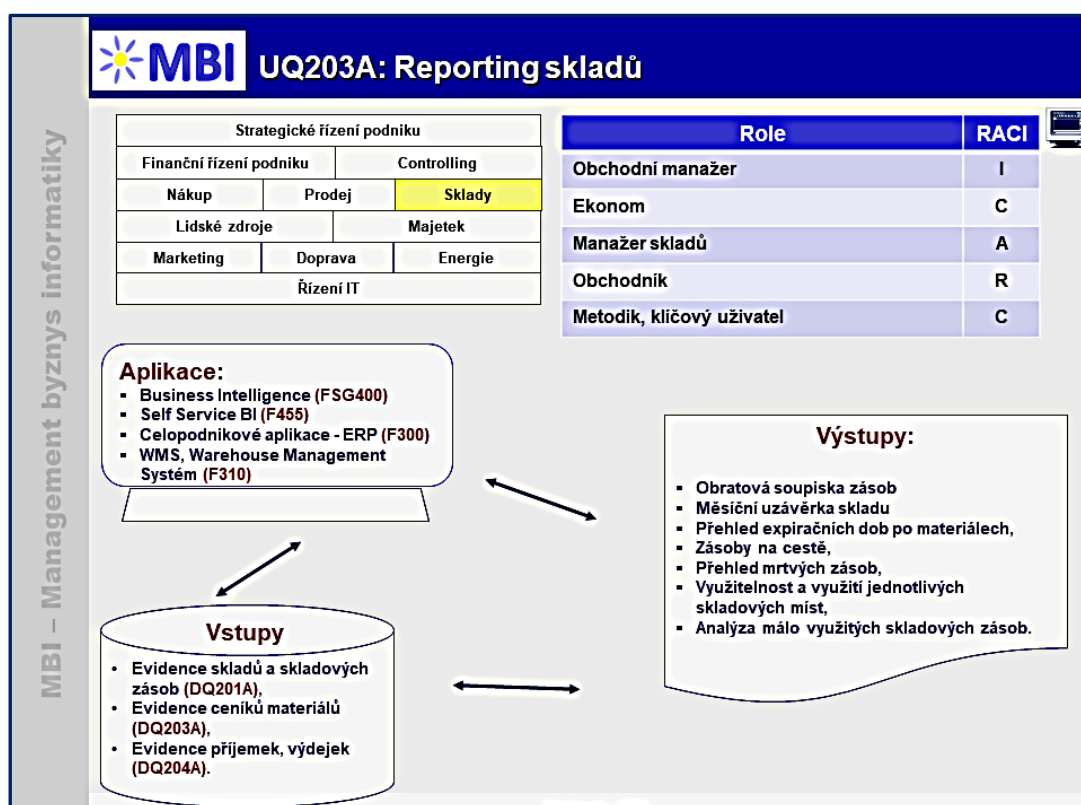 MBI – Management byznys informatiky
MBI
UQ203A: Reporting skladů
Strategické řízení podniku
Finanční řízení podniku Controlling
Nákup Prodej Sklady
Lidské zdroje Majetek
Marketing Doprava Energie
Řízení IT
Role RACI
Obchodní manažer I
Ekonom C
Manažer skladů A
Obchodník R
Metodik, klíčový uživatel C
Aplikace:
▪ Business Intelligence (FSG400)
▪ Self Service BI (F455)
▪ Celopodnikové aplikace - ERP (F300)
▪ WMS, Warehouse Management
Systém (F310)
Výstupy:
▪ Obratová soupiska zásob
▪ Měsíční uzávěrka skladu
▪ Přehled expiračních dob po materiálech,
▪ Zásoby na cestě,
▪ Přehled mrtvých zásob,
▪ Využitelnost a využití jednotlivých
skladových míst,
▪ Analýza málo využitých skladových zásob.
Vstupy
• Evidence skladů a skladových
zásob (DQ201A),
• Evidence ceníků materiálů
(DQ203A),
• Evidence příjemek, výdejek
(DQ204A).